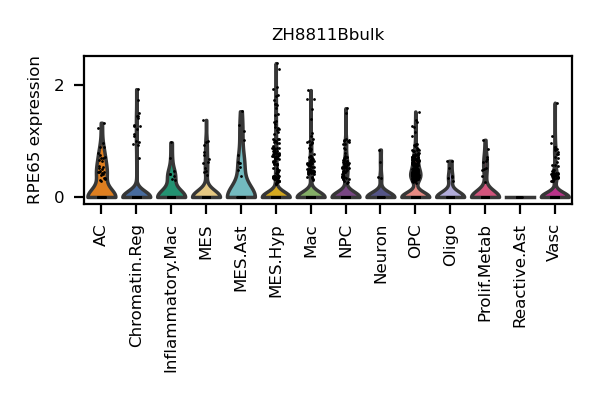 ZH8811Bbulk
RPE65 expression
2
0
AC
Chromatin.Reg
Inflammatory.Mac
MES
MES.Ast
MES.Hyp
Mac
NPC
Neuron
OPC
Oligo
Prolif.Metab
Reactive.Ast
Vasc